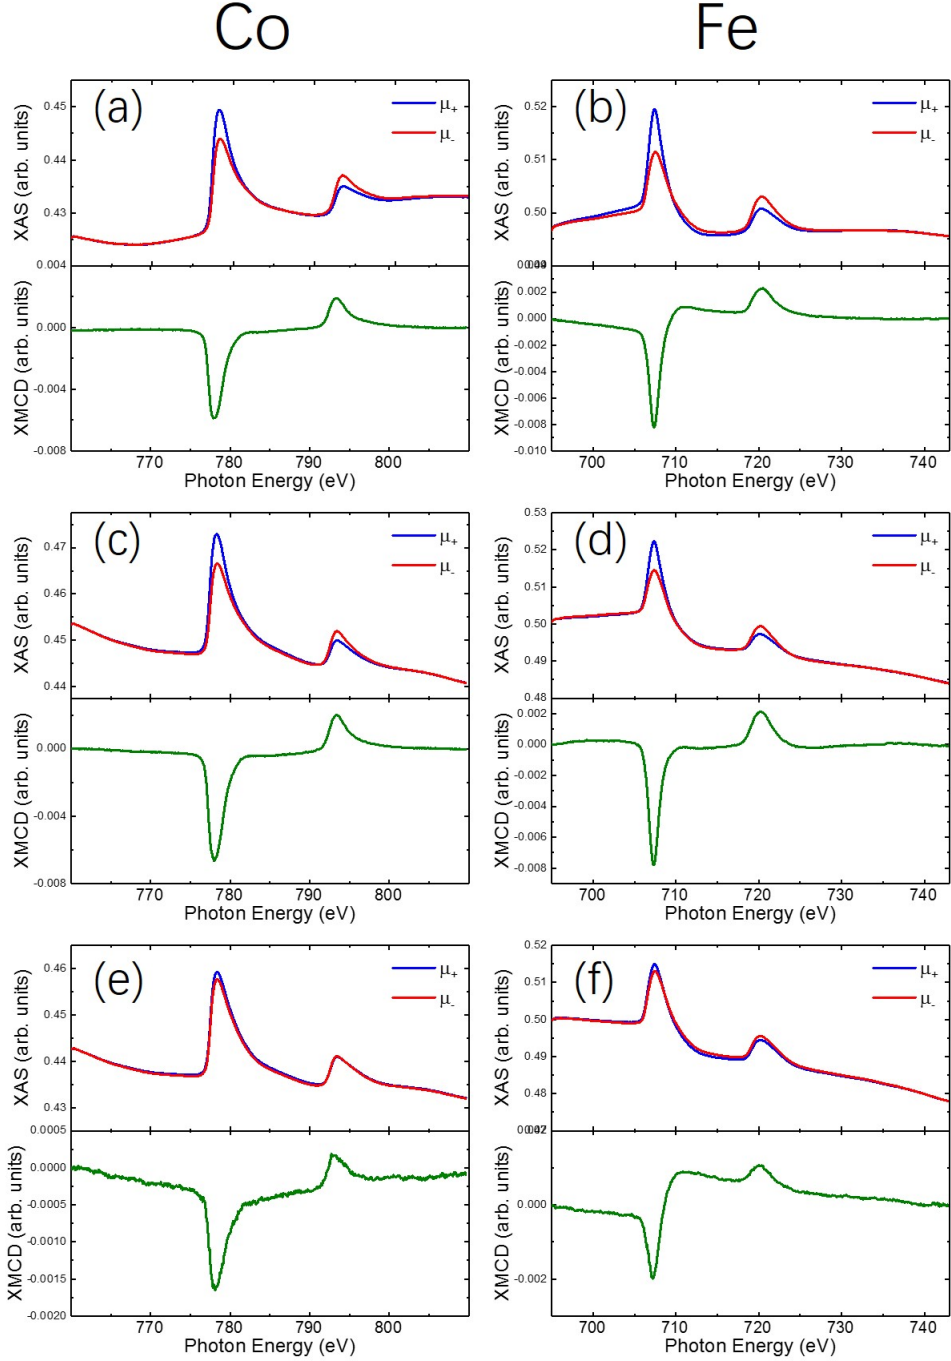 Co Fe
(a) μ+ μ-
XAS (arb. units)
0.45
0.44
0.43
0.004
0.000
-0.004
-0.008
XMCD (arb. units)
770 780 790 800
Photon Energy (eV)
(b) μ+ μ-
XAS (arb. units)
0.52
0.51
0.50
0.002
0.000
-0.002
-0.004
-0.006
-0.008
-0.010
XMCD (arb. units)
700 710 720 730 740
Photon Energy (eV)
(c) μ+ μ-
XAS (arb. units)
0.47
0.46
0.45
0.44
0.000
-0.004
-0.008
XMCD (arb. units)
770 780 790 800
Photon Energy (eV)
(d) μ+ μ-
XAS (arb. units)
0.53
0.52
0.51
0.50
0.49
0.48
0.002
0.000
-0.002
-0.004
-0.006
-0.008
XMCD (arb. units)
700 710 720 730 740
Photon Energy (eV)
(e) μ+ μ-
XAS (arb. units)
0.46
0.44
0.43
0.0005
0.0000
-0.0005
-0.0010
-0.0015
-0.0020
XMCD (arb. units)
770 780 790 800
Photon Energy (eV)
(f) μ+ μ-
XAS (arb. units)
0.52
0.51
0.50
0.49
0.48
0.000
-0.002
XMCD (arb. units)
700 710 720 730 740
Photon Energy (eV)